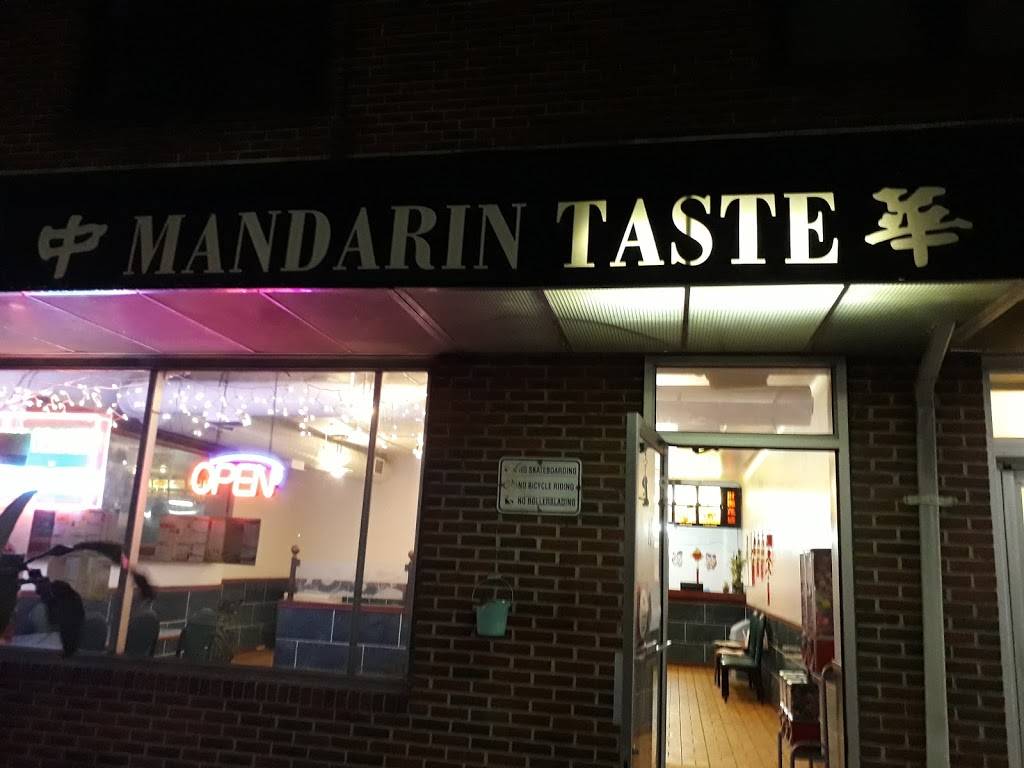 中 MANDARIN TASTE 华
OPEN
NO SKATEBOARDING
NO BICYCLE RIDING
NO ROLLERBLADING